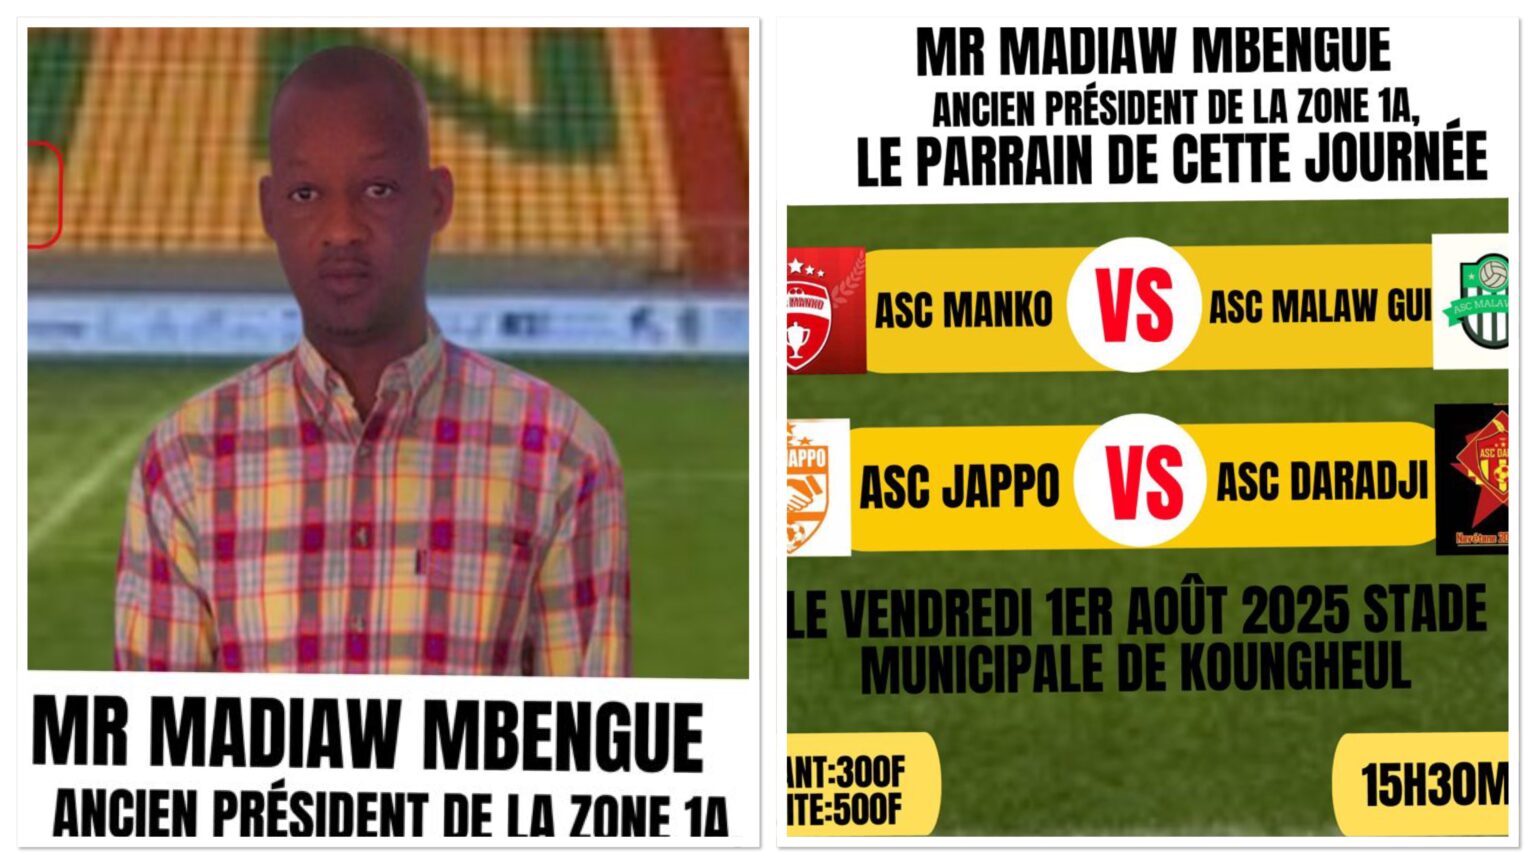 MR MADIAW MBENGUE
ANCIEN PRÉSIDENT DE LA ZONE 1A
MR MADIAW MBENGUE
ANCIEN PRÉSIDENT DE LA ZONE 1A,
LE PARRAIN DE CETTE JOURNÉE
ASC MANKO VS ASC MALAW GUI
ASC JAPPO VS ASC DARADJI
LE VENDREDI 1ER AOÛT 2025 STADE
MUNICIPALE DE KOUNGHEUL
ANT:300F
ITE:500F
15H30M